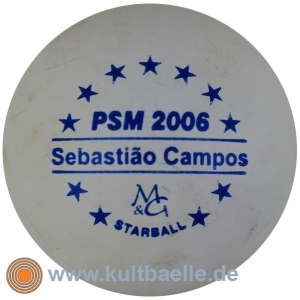 PSM 2006
Sebastião Campos
M&G
STARBALL
www.kultbaelle.de